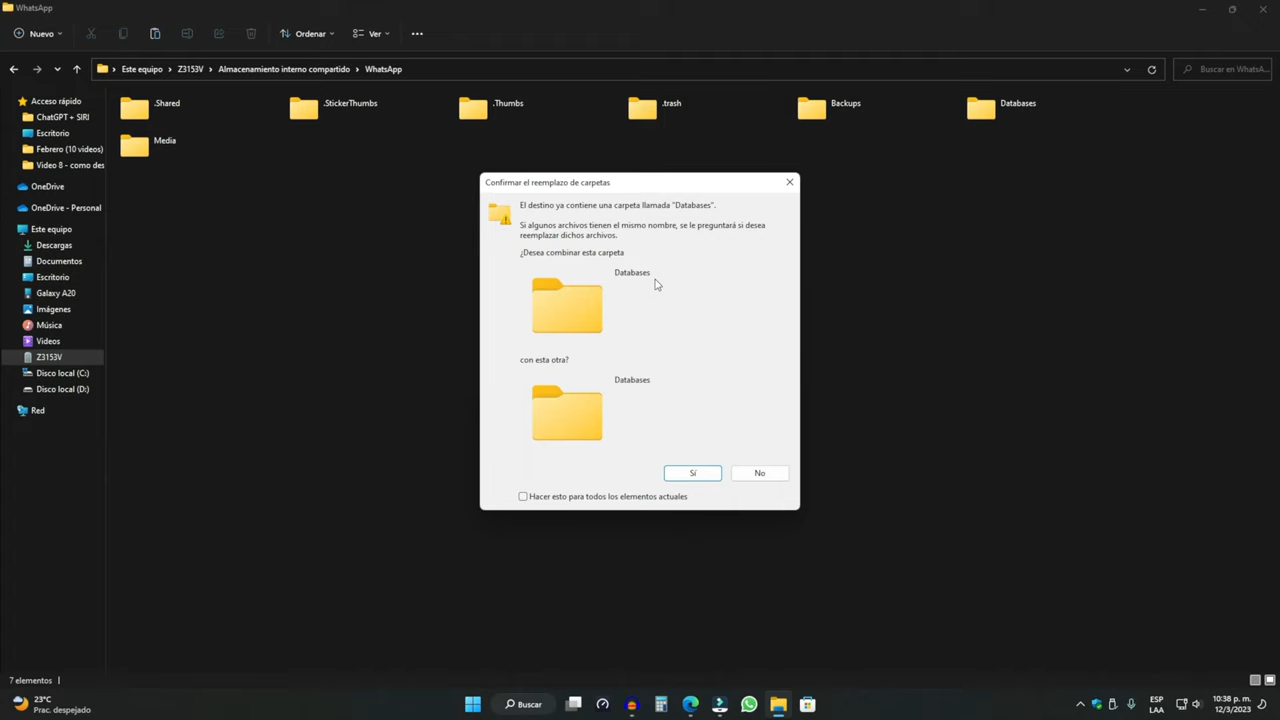 WhatsApp
Nuevo
Ordenar
Ver
Este equipo > Z3153V > Almacenamiento interno compartido > WhatsApp
Buscar en WhatsA...
Acceso rápido
ChatGPT + SIRI
Escritorio
Febrero (10 videos)
Video 8 - como des
OneDrive
OneDrive - Personal
Este equipo
Descargas
Documentos
Escritorio
Galaxy A20
Imágenes
Música
Videos
Z3153V
Disco local (C:)
Disco local (D:)
Red
.Shared
.StickerThumbs
.Thumbs
.trash
Backups
Databases
Media
Confirmar el reemplazo de carpetas
El destino ya contiene una carpeta llamada "Databases".
Si algunos archivos tienen el mismo nombre, se le preguntará si desea
reemplazar dichos archivos.
¿Desea combinar esta carpeta
Databases
con esta otra?
Databases
Sí
No
Hacer esto para todos los elementos actuales
7 elementos
23°C
Prac. despejado
Buscar
ESP
LAA
10:38 p. m.
12/3/2023